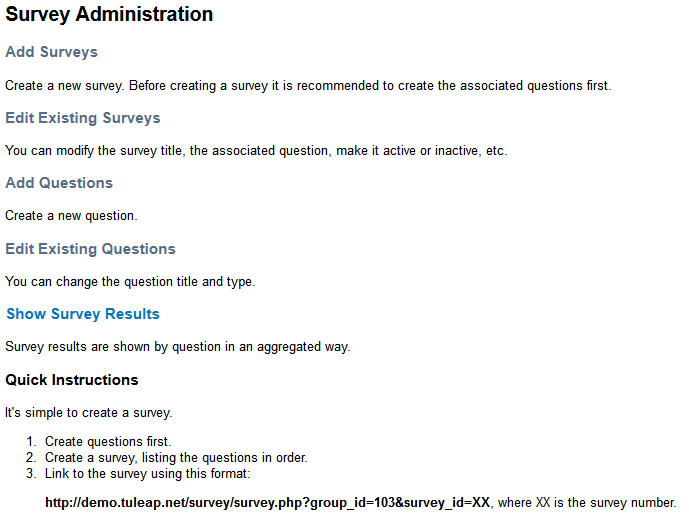 Survey Administration
Add Surveys
Create a new survey. Before creating a survey it is recommended to create the associated questions first.
Edit Existing Surveys
You can modify the survey title, the associated question, make it active or inactive, etc.
Add Questions
Create a new question.
Edit Existing Questions
You can change the question title and type.
Show Survey Results
Survey results are shown by question in an aggregated way.
Quick Instructions
It's simple to create a survey.
1. Create questions first.
2. Create a survey, listing the questions in order.
3. Link to the survey using this format:
http://demo.tuleap.net/survey/survey.php?group_id=103&survey_id=XX, where XX is the survey number.